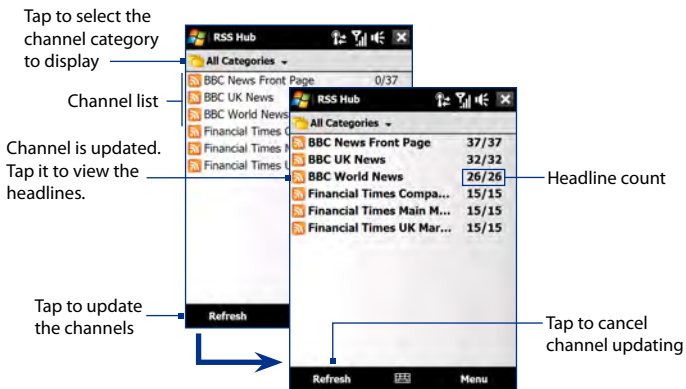 Tap to select the
channel category
to display
Channel list
Channel is updated.
Tap it to view the
headlines.
Tap to update
the channels
RSS Hub
All Categories
BBC News Front Page 0/37
BBC UK News
BBC World News
Financial Times
Financial Times
Financial Times
Refresh
RSS Hub
All Categories
BBC News Front Page 37/37
BBC UK News 32/32
BBC World News 26/26
Financial Times Compa... 15/15
Financial Times Main M... 15/15
Financial Times UK Mar... 15/15
Refresh Menu
Headline count
Tap to cancel
channel updating